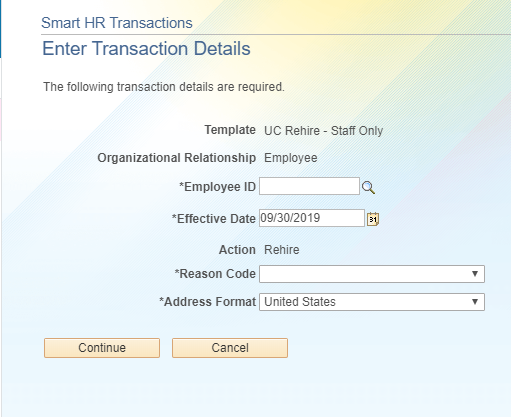 Smart HR Transactions
Enter Transaction Details
The following transaction details are required.
Template UC Rehire - Staff Only
Organizational Relationship Employee
*Employee ID
*Effective Date 09/30/2019 31
Action Rehire
*Reason Code
*Address Format United States
Continue Cancel